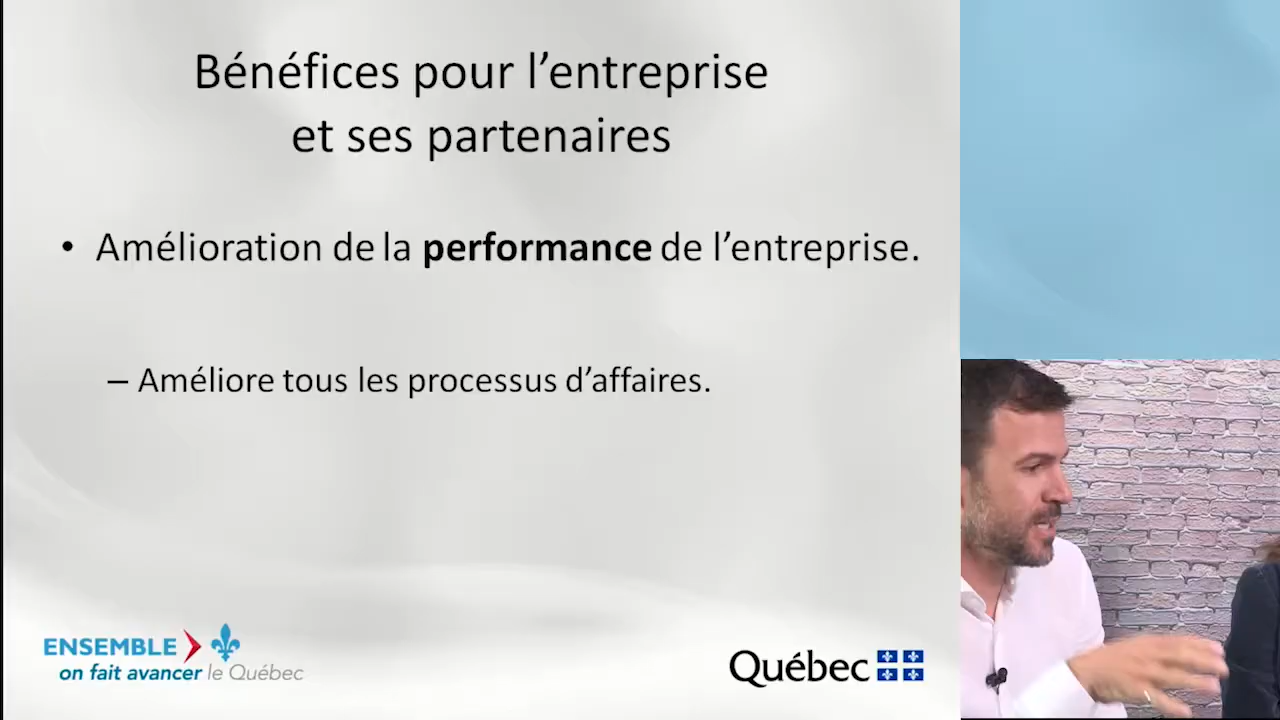 Bénéfices pour l’entreprise
et ses partenaires
• Amélioration de la performance de l’entreprise.
– Améliore tous les processus d’affaires.
ENSEMBLE
on fait avancer le Québec
Québec